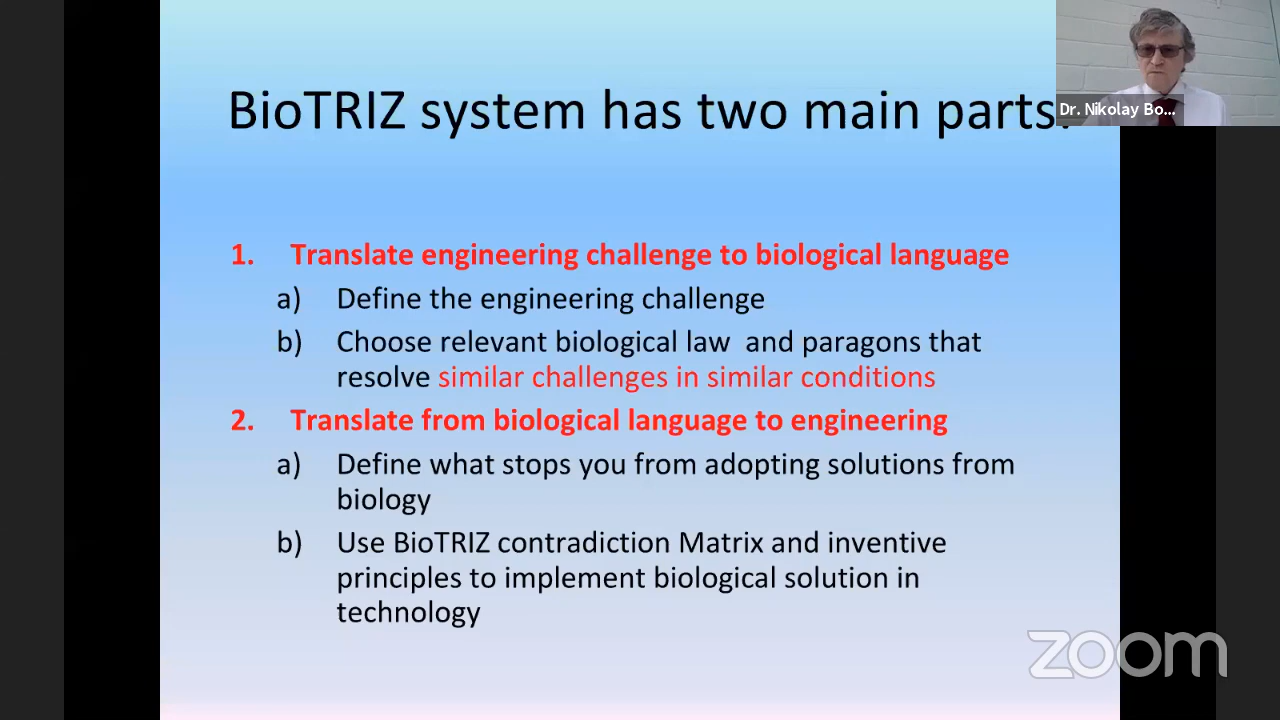 BioTRIZ system has two main parts:
Dr. Nikolay Bo...
1. Translate engineering challenge to biological language
a) Define the engineering challenge
b) Choose relevant biological law and paragons that
resolve similar challenges in similar conditions
2. Translate from biological language to engineering
a) Define what stops you from adopting solutions from
biology
b) Use BioTRIZ contradiction Matrix and inventive
principles to implement biological solution in
technology
zoom